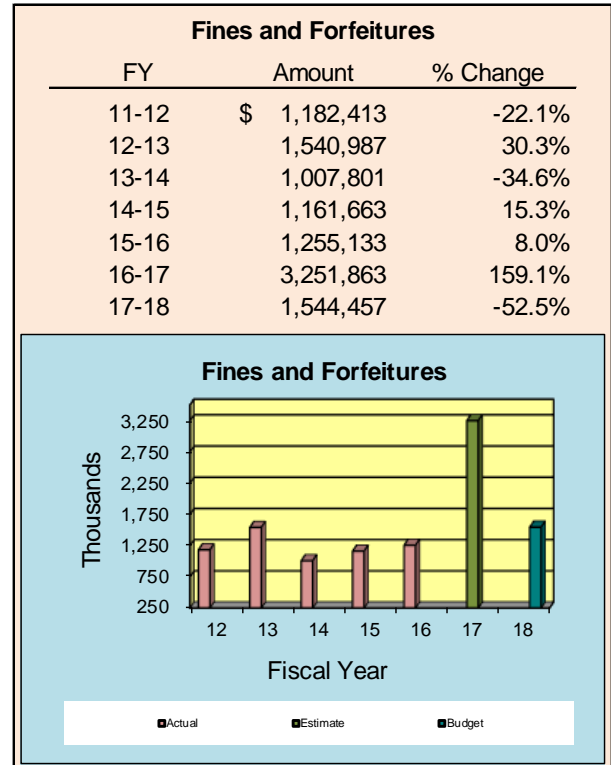 Fines and Forfeitures
FY Amount % Change
11-12 $ 1,182,413 -22.1%
12-13 1,540,987 30.3%
13-14 1,007,801 -34.6%
14-15 1,161,663 15.3%
15-16 1,255,133 8.0%
16-17 3,251,863 159.1%
17-18 1,544,457 -52.5%
Fines and Forfeitures
Thousands
3,250
2,750
2,250
1,750
1,250
750
250
12 13 14 15 16 17 18
Fiscal Year
Actual Estimate Budget